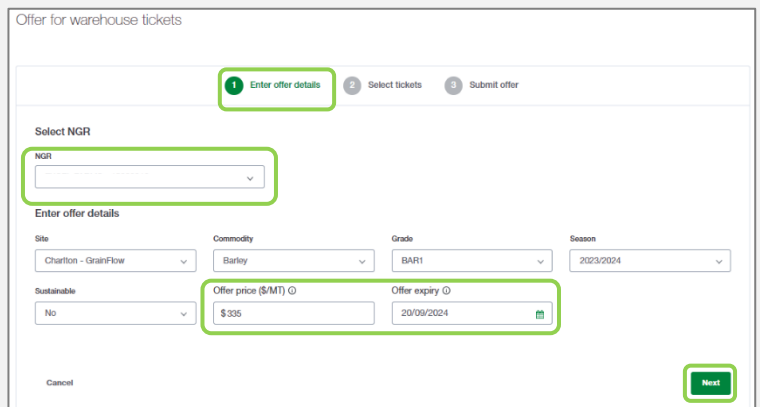 Offer for warehouse tickets
1 Enter offer details 2 Select tickets 3 Submit offer
Select NGR
NGR
Enter offer details
Site Commodity Grade Season
Charlton - GrainFlow Barley BAR1 2023/2024
Sustainable Offer price ($/MT) Offer expiry
No $ 335 20/09/2024
Cancel Next